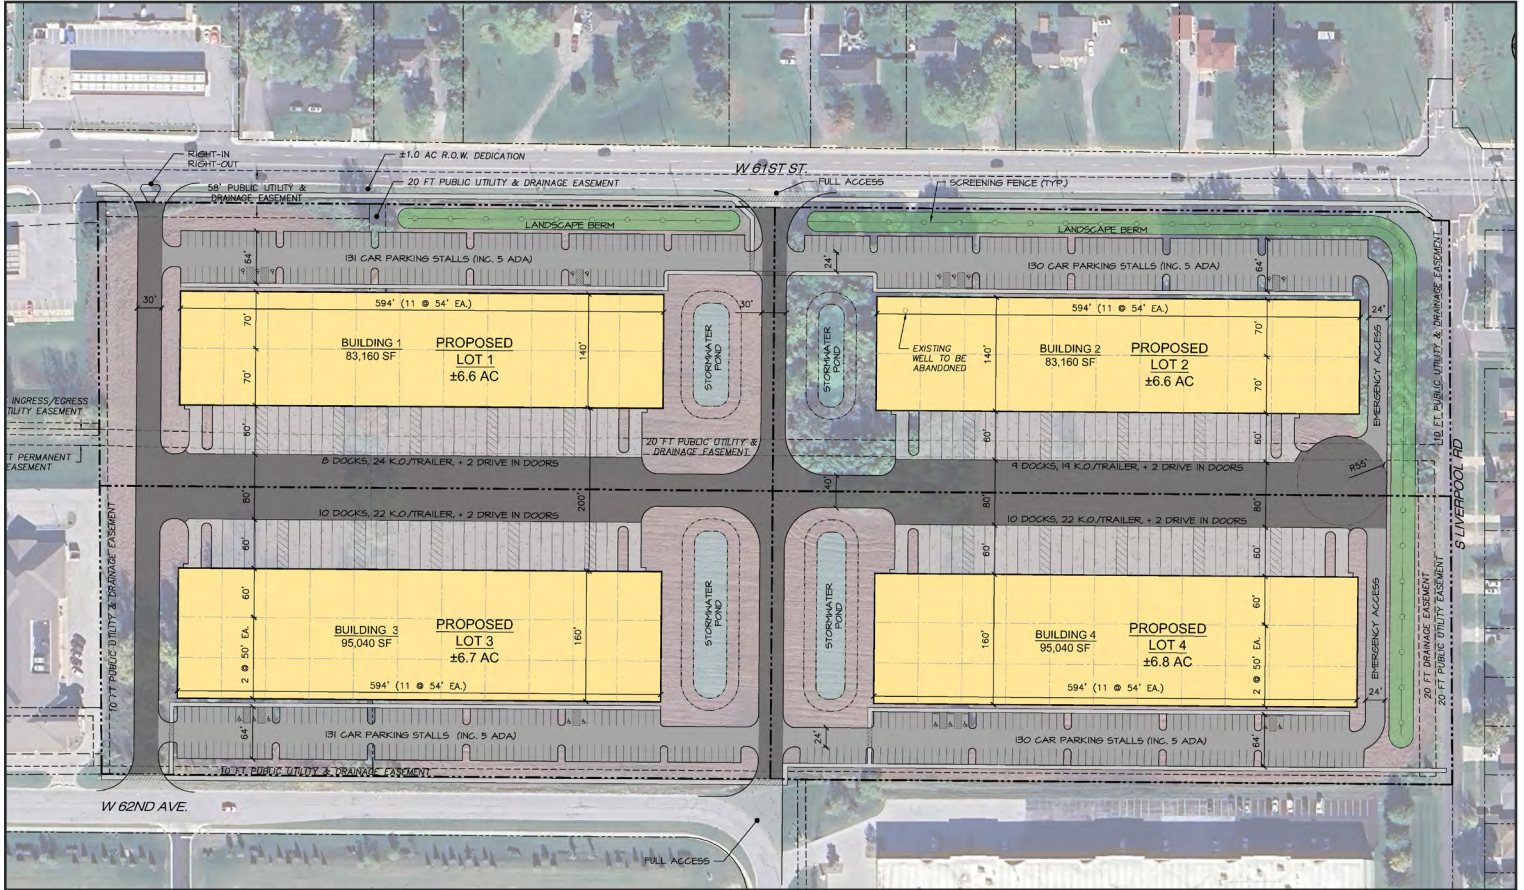 RIGHT-IN
RIGHT-OUT
±1.0 AC R.O.W. DEDICATION
W 61ST ST.
58' PUBLIC UTILITY &
DRAINAGE EASEMENT
20 FT PUBLIC UTILITY & DRAINAGE EASEMENT
FULL ACCESS
SCREENING FENCE (TYP.)
LANDSCAPE BERM
LANDSCAPE BERM
64'
131 CAR PARKING STALLS (INC. 5 ADA)
24'
130 CAR PARKING STALLS (INC. 5 ADA)
64'
30'
594' (11 @ 54' EA.)
30'
594' (11 @ 54' EA.)
24'
70'
70'
140'
BUILDING 1
83,160 SF
PROPOSED
LOT 1
±6.6 AC
STORMWATER
POND
STORMWATER
POND
EXISTING
WELL TO BE
ABANDONED
140'
BUILDING 2
83,160 SF
PROPOSED
LOT 2
±6.6 AC
70'
70'
EMERGENCY ACCESS
10 FT PUBLIC UTILITY & DRAINAGE EASEMENT
INGRESS/EGRESS
TILITY EASEMENT
FT PERMANENT
EASEMENT
60'
20 FT PUBLIC UTILITY &
DRAINAGE EASEMENT
60'
60'
8 DOCKS, 24 K.O./TRAILER, + 2 DRIVE IN DOORS
9 DOCKS, 19 K.O./TRAILER, + 2 DRIVE IN DOORS
R55'
80'
200'
40'
80'
80'
S LIVERPOOL RD
10 DOCKS, 22 K.O./TRAILER, + 2 DRIVE IN DOORS
10 DOCKS, 22 K.O./TRAILER, + 2 DRIVE IN DOORS
60'
60'
60'
10 FT PUBLIC UTILITY & DRAINAGE EASEMENT
60'
2 @ 50' EA.
BUILDING 3
95,040 SF
PROPOSED
LOT 3
±6.7 AC
160'
STORMWATER
POND
STORMWATER
POND
160'
BUILDING 4
95,040 SF
PROPOSED
LOT 4
±6.8 AC
60'
2 @ 50' EA.
EMERGENCY ACCESS
20 FT DRAINAGE EASEMENT
20 FT PUBLIC UTILITY EASEMENT
594' (11 @ 54' EA.)
594' (11 @ 54' EA.)
24'
64'
131 CAR PARKING STALLS (INC. 5 ADA)
24'
130 CAR PARKING STALLS (INC. 5 ADA)
64'
10 FT PUBLIC UTILITY & DRAINAGE EASEMENT
W 62ND AVE.
FULL ACCESS